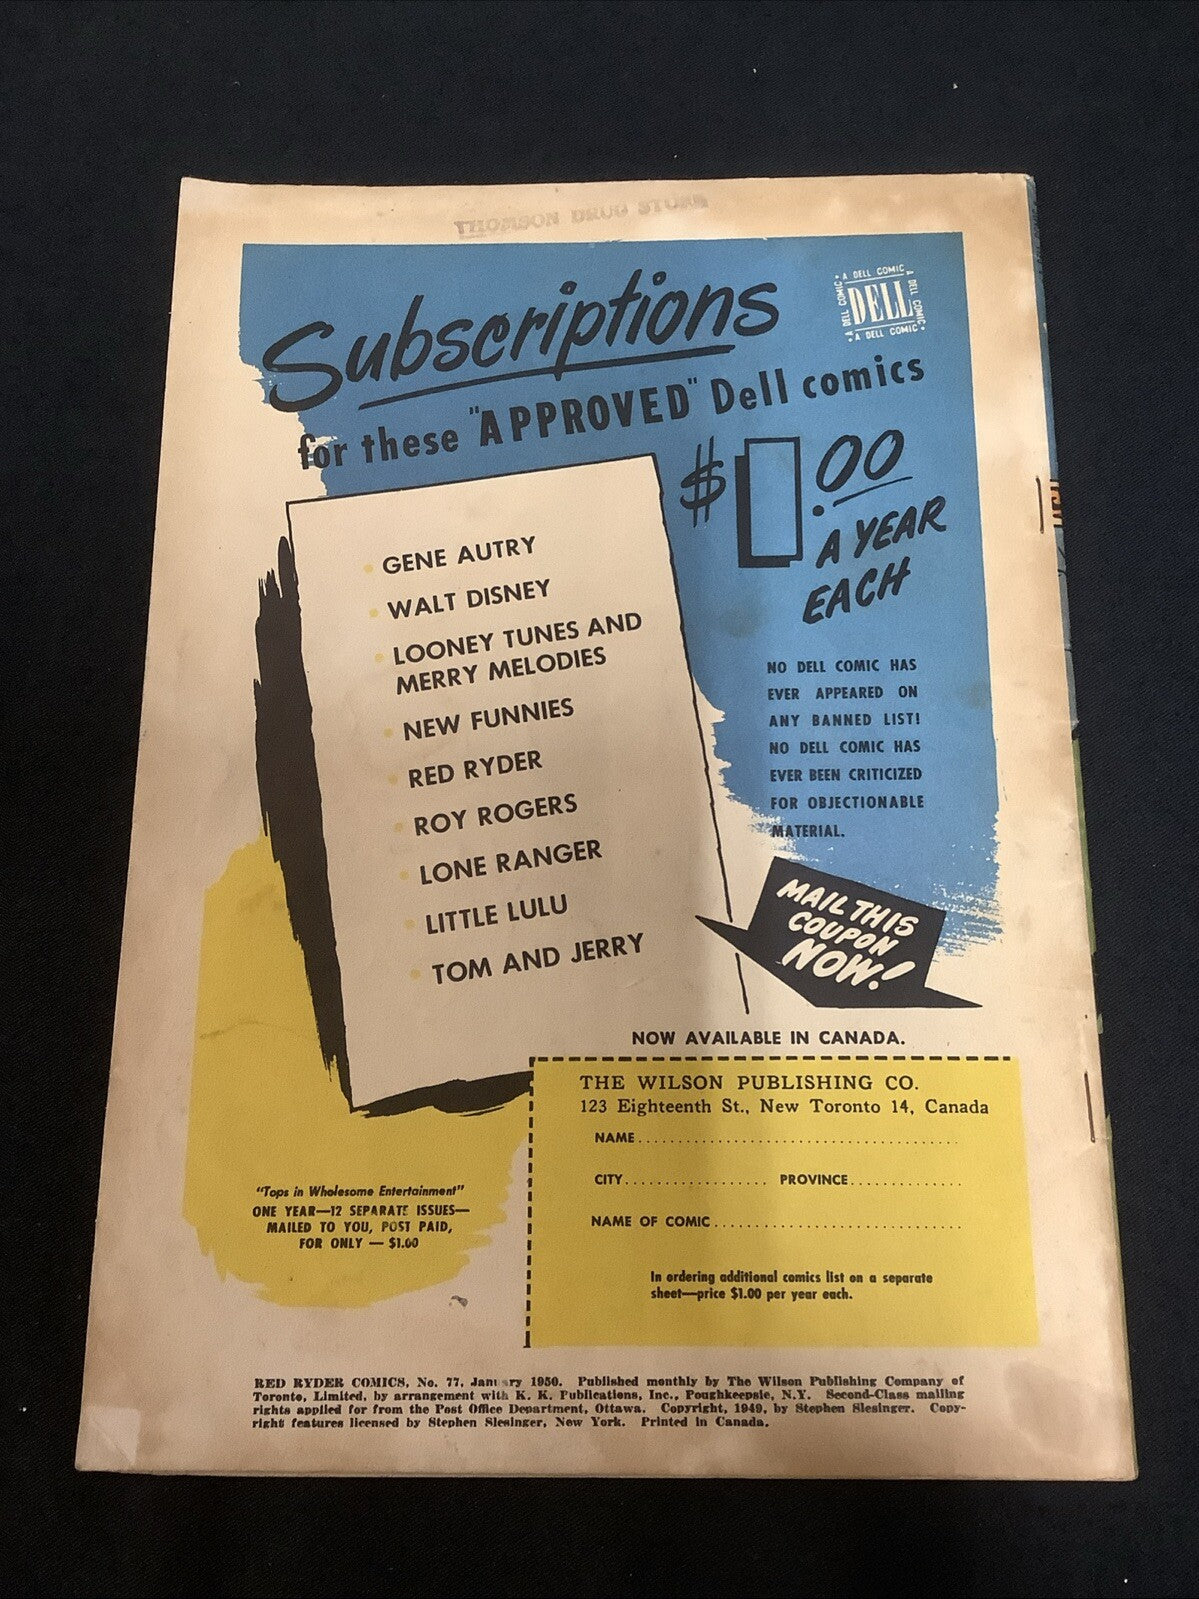 THOMSON DRUG STORE
Subscriptions
A DELL COMIC
A DELL COMIC
DELL
A DELL COMIC
A DELL COMIC
for these "APPROVED" Dell comics
$1.00
A YEAR
EACH
GENE AUTRY
WALT DISNEY
LOONEY TUNES AND
MERRY MELODIES
NEW FUNNIES
RED RYDER
ROY ROGERS
LONE RANGER
LITTLE LULU
TOM AND JERRY
NO DELL COMIC HAS
EVER APPEARED ON
ANY BANNED LIST!
NO DELL COMIC HAS
EVER BEEN CRITICIZED
FOR OBJECTIONABLE
MATERIAL.
MAIL THIS
COUPON
NOW!
NOW AVAILABLE IN CANADA.
THE WILSON PUBLISHING CO.
123 Eighteenth St., New Toronto 14, Canada
NAME
CITY PROVINCE
NAME OF COMIC
In ordering additional comics list on a separate
sheet—price $1.00 per year each.
"Tops in Wholesome Entertainment"
ONE YEAR—12 SEPARATE ISSUES—
MAILED TO YOU, POST PAID,
FOR ONLY — $1.00
RED RYDER COMICS, No. 77, January 1950. Published monthly by The Wilson Publishing Company of
Toronto, Limited, by arrangement with K. K. Publications, Inc., Poughkeepsie, N.Y. Second-Class mailing
rights applied for from the Post Office Department, Ottawa. Copyright, 1949, by Stephen Slesinger. Copy-
right features licensed by Stephen Slesinger, New York. Printed in Canada.